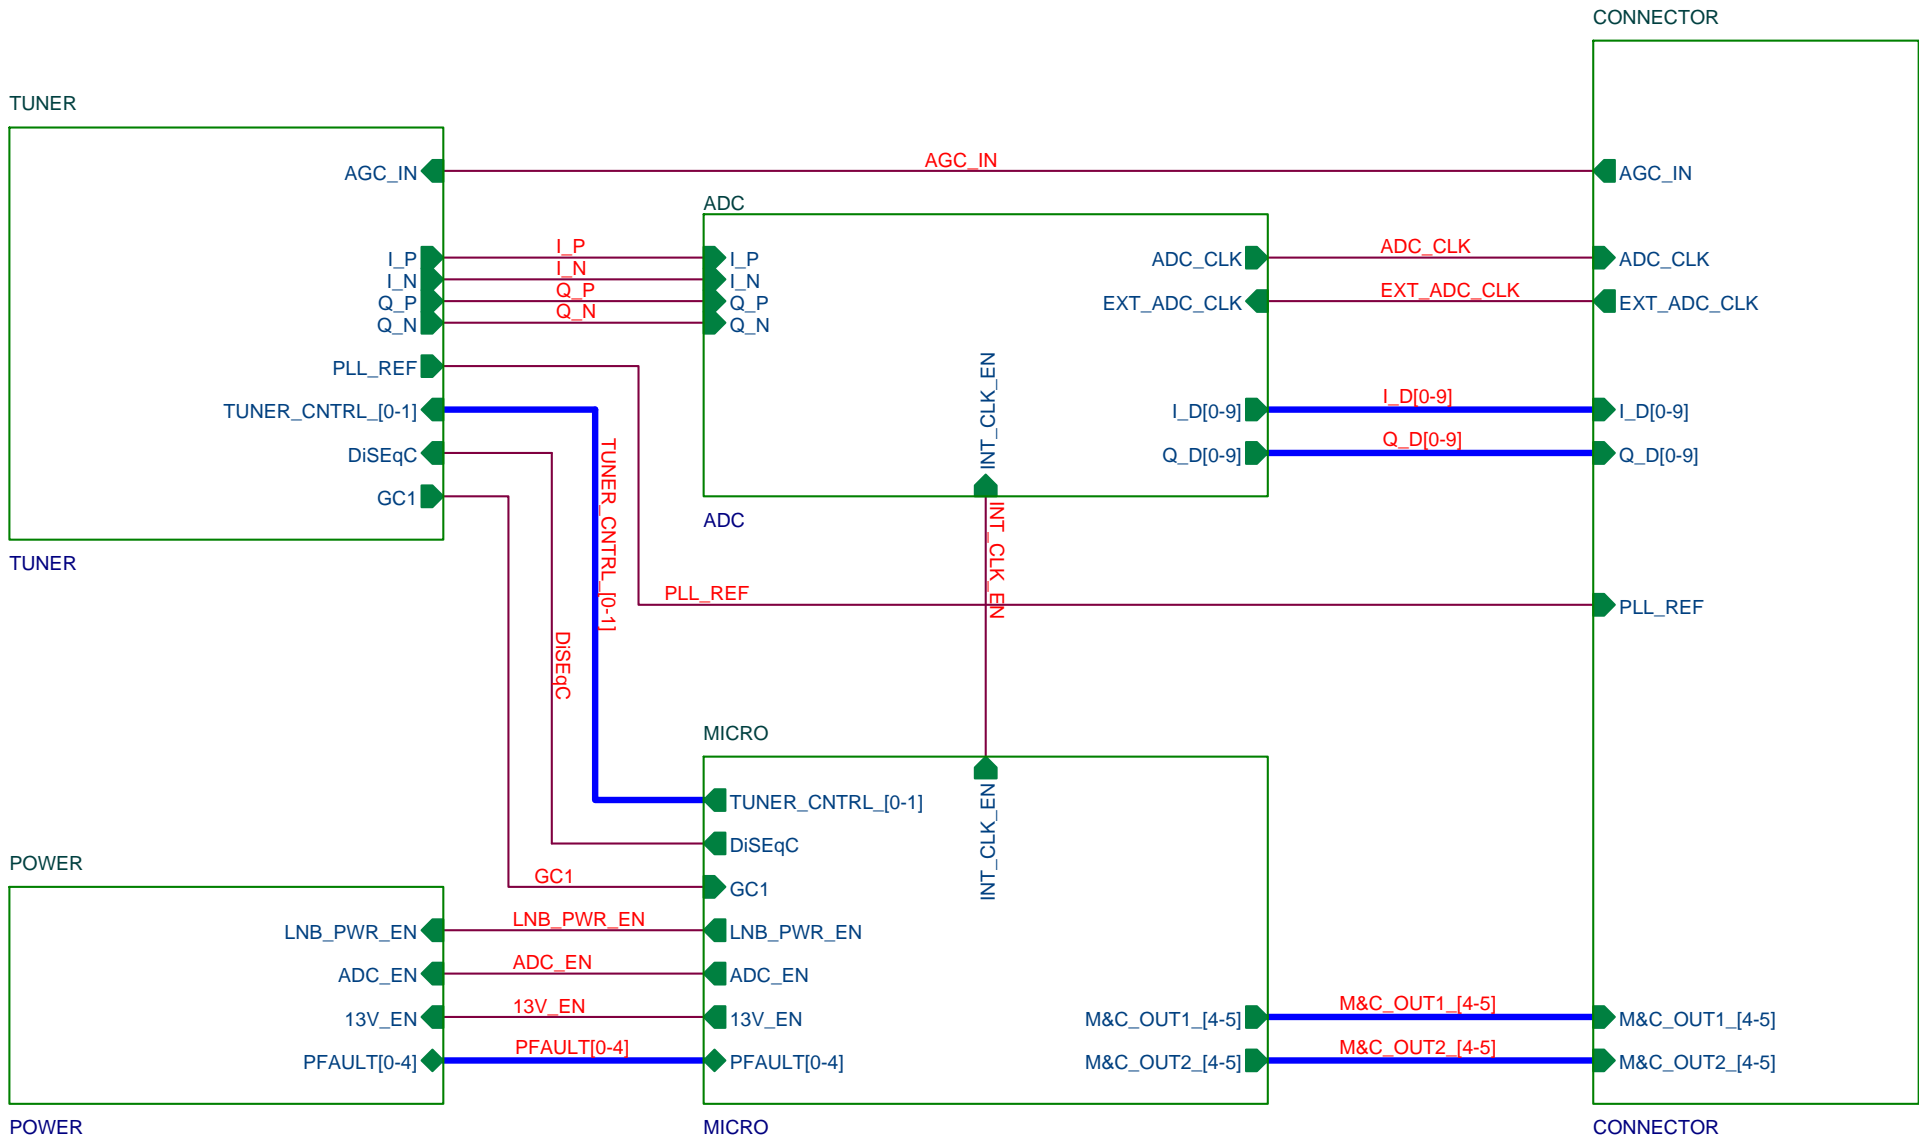 CONNECTOR
TUNER
AGC_IN
AGC_IN
AGC_IN
ADC
I_P
I_P
I_P
ADC_CLK
ADC_CLK
ADC_CLK
I_N
I_N
I_N
Q_P
Q_P
Q_P
EXT_ADC_CLK
EXT_ADC_CLK
EXT_ADC_CLK
Q_N
Q_N
Q_N
PLL_REF
INT_CLK_EN
TUNER_CNTRL_[0-1]
I_D[0-9]
I_D[0-9]
I_D[0-9]
DiSEqC
Q_D[0-9]
Q_D[0-9]
Q_D[0-9]
GC1
TUNER_CNTRL_[0-1]
ADC
INT_CLK_EN
TUNER
PLL_REF
PLL_REF
DiSEqC
MICRO
TUNER_CNTRL_[0-1]
INT_CLK_EN
DiSEqC
POWER
GC1
GC1
LNB_PWR_EN
LNB_PWR_EN
LNB_PWR_EN
ADC_EN
ADC_EN
ADC_EN
13V_EN
13V_EN
13V_EN
M&C_OUT1_[4-5]
M&C_OUT1_[4-5]
M&C_OUT1_[4-5]
PFAULT[0-4]
PFAULT[0-4]
PFAULT[0-4]
M&C_OUT2_[4-5]
M&C_OUT2_[4-5]
M&C_OUT2_[4-5]
POWER
MICRO
CONNECTOR